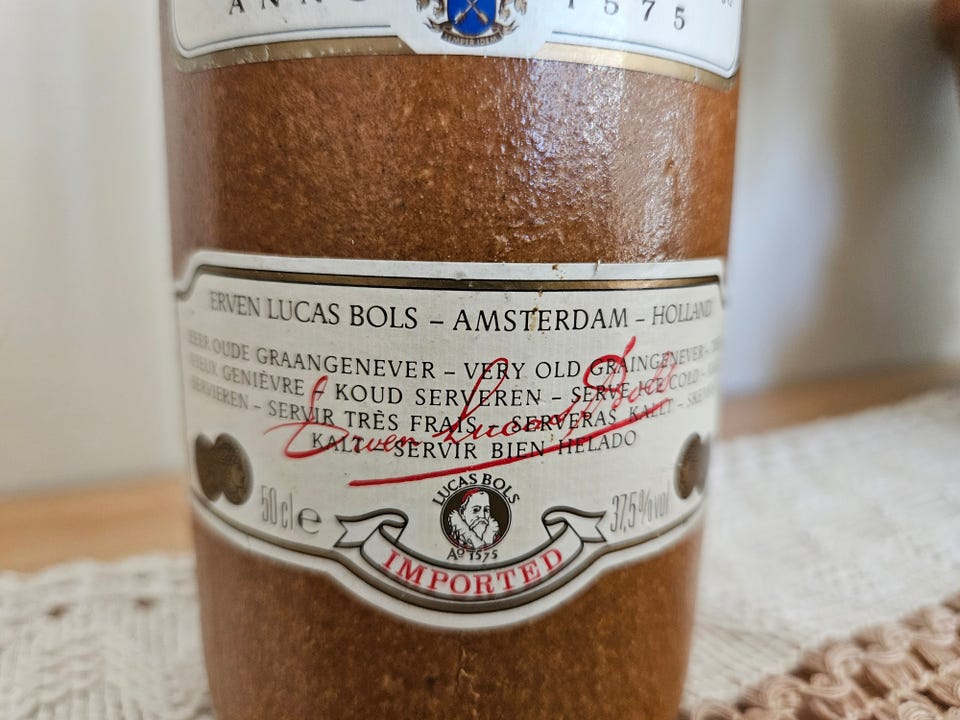 ANNO 1575
SEMPER IDEM
ERVEN LUCAS BOLS – AMSTERDAM – HOLLAND
ZEER OUDE GRAANGENEVER – VERY OLD GRAINGENEVER –
VIEUX GENIÈVRE – KOUD SERVEREN – SERVE ICE COLD –
SERVIEREN – SERVIR TRÈS FRAIS – SERVERAS KALLT –
KALT – SERVIR BIEN HELADO
Erven Lucas Bols
LUCAS BOLS
50 cl e
37,5% vol
Aº 1575
IMPORTED